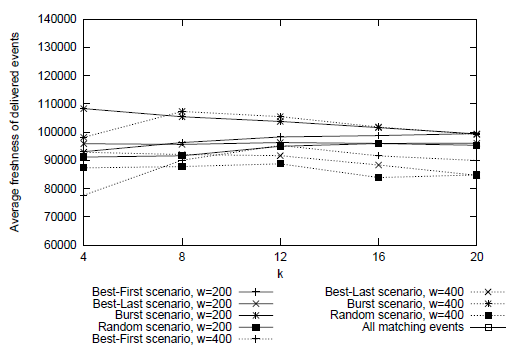 140000
130000
120000
110000
100000
90000
80000
70000
60000
Average freshness of delivered events
4 8 12 16 20
k
Best-First scenario, w=200
Best-Last scenario, w=200
Burst scenario, w=200
Random scenario, w=200
Best-First scenario, w=400
Best-Last scenario, w=400
Burst scenario, w=400
Random scenario, w=400
All matching events